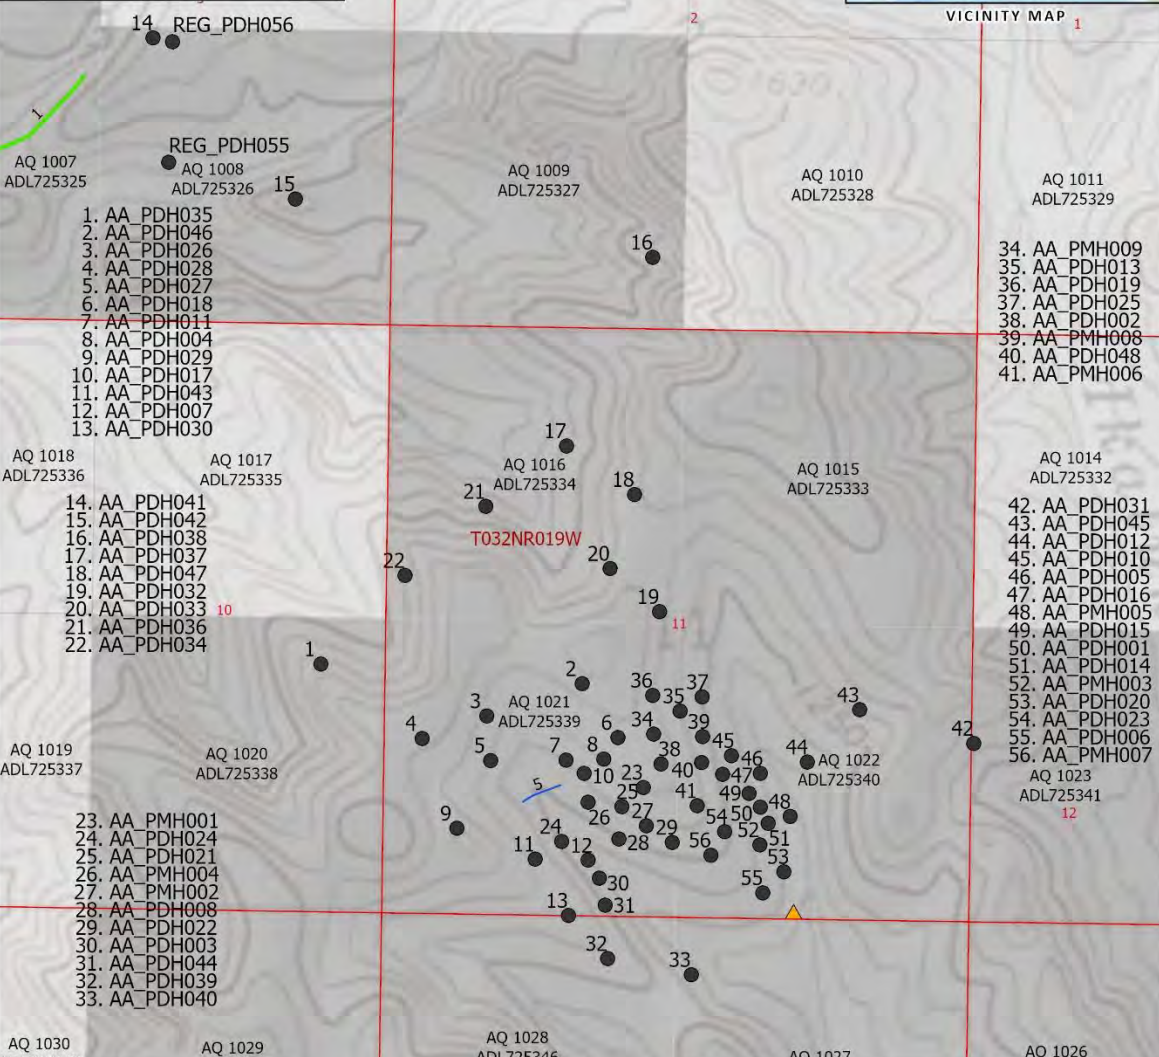 VICINITY MAP
2
1
14
REG_PDH056
1
REG_PDH055
AQ 1007
ADL725325
AQ 1008
ADL725326
15
AQ 1009
ADL725327
AQ 1010
ADL725328
AQ 1011
ADL725329
16
1. AA_PDH035
2. AA_PDH046
3. AA_PDH026
4. AA_PDH028
5. AA_PDH027
6. AA_PDH018
7. AA_PDH011
8. AA_PDH004
9. AA_PDH029
10. AA_PDH017
11. AA_PDH043
12. AA_PDH007
13. AA_PDH030
34. AA_PMH009
35. AA_PDH013
36. AA_PDH019
37. AA_PDH025
38. AA_PDH002
39. AA_PMH008
40. AA_PDH048
41. AA_PMH006
17
AQ 1018
ADL725336
AQ 1017
ADL725335
AQ 1016
ADL725334
AQ 1015
ADL725333
AQ 1014
ADL725332
18
21
T032NR019W
20
22
19
10
11
14. AA_PDH041
15. AA_PDH042
16. AA_PDH038
17. AA_PDH037
18. AA_PDH047
19. AA_PDH032
20. AA_PDH033
21. AA_PDH036
22. AA_PDH034
42. AA_PDH031
43. AA_PDH045
44. AA_PDH012
45. AA_PDH010
46. AA_PDH005
47. AA_PDH016
48. AA_PMH005
49. AA_PDH015
50. AA_PDH001
51. AA_PDH014
52. AA_PMH003
53. AA_PDH020
54. AA_PDH023
55. AA_PDH006
56. AA_PMH007
1
2
36
37
35
43
3
AQ 1021
ADL725339
4
6
34
39
42
5
7
8
38
45
46
44
AQ 1019
ADL725337
AQ 1020
ADL725338
AQ 1022
ADL725340
AQ 1023
ADL725341
12
10
23
40
47
5
25
49
9
26
27
41
50
48
24
54
52
11
12
28
29
56
51
53
30
55
13
31
32
33
23. AA_PMH001
24. AA_PDH024
25. AA_PDH021
26. AA_PMH004
27. AA_PMH002
28. AA_PDH008
29. AA_PDH022
30. AA_PDH003
31. AA_PDH044
32. AA_PDH039
33. AA_PDH040
AQ 1030
AQ 1029
AQ 1028
ADL725346
AQ 1027
AQ 1026